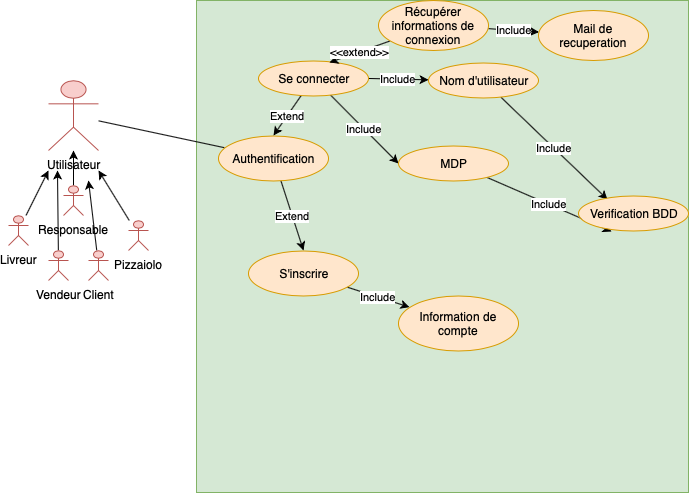 Récupérer
informations de
connexion
Include
Mail de
recuperation
<<extend>>
Se connecter
Include
Nom d'utilisateur
Extend
Include
Include
Utilisateur
Authentification
MDP
Include
Verification BDD
Responsable
Extend
Livreur
Pizzaiolo
Vendeur
Client
S'inscrire
Include
Information de
compte